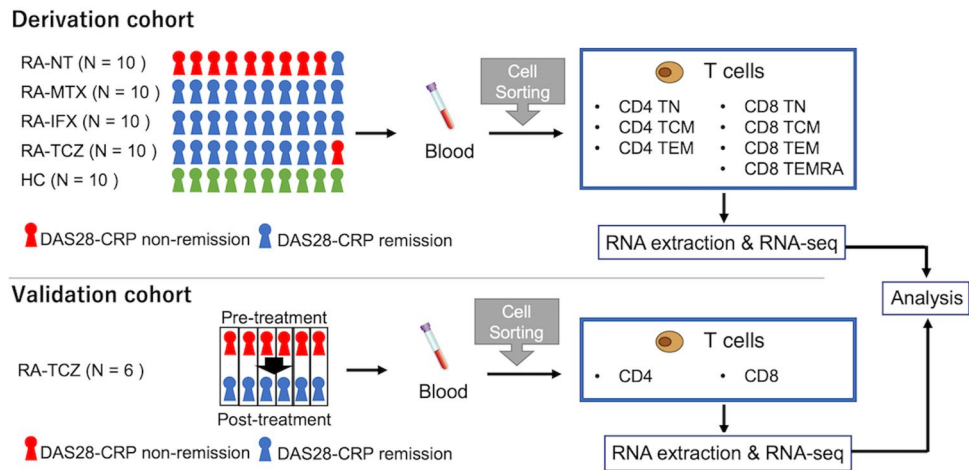 Derivation cohort
RA-NT (N = 10 )
RA-MTX (N = 10 )
RA-IFX (N = 10 )
RA-TCZ (N = 10 )
HC (N = 10 )
DAS28-CRP non-remission
DAS28-CRP remission
Blood
Cell
Sorting
T cells
• CD4 TN
• CD4 TCM
• CD4 TEM
• CD8 TN
• CD8 TCM
• CD8 TEM
• CD8 TEMRA
RNA extraction & RNA-seq
Analysis
Validation cohort
RA-TCZ (N = 6 )
Pre-treatment
Post-treatment
DAS28-CRP non-remission
DAS28-CRP remission
Blood
Cell
Sorting
T cells
• CD4
• CD8
RNA extraction & RNA-seq